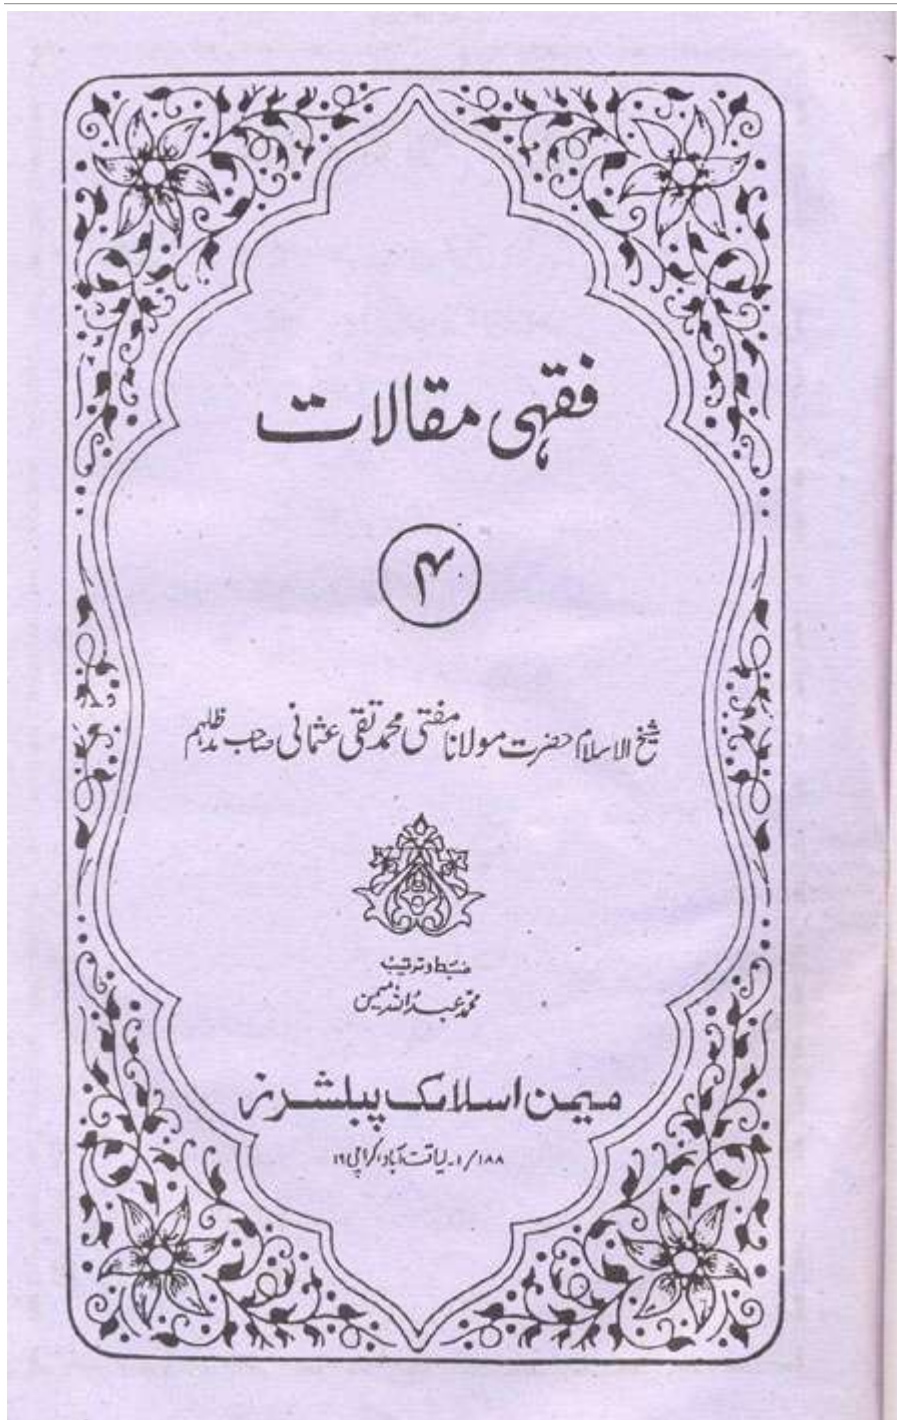 فقہی مقالات
۴
شیخ الاسلام حضرت مولانا مفتی محمد تقی عثمانی صاحب مدظلہم
ضبط و ترتیب
محمد عبداللہ میمن
میمن اسلامک پبلشرز
۱۸۸/۱۔ لیاقت آباد، کراچی ۱۹